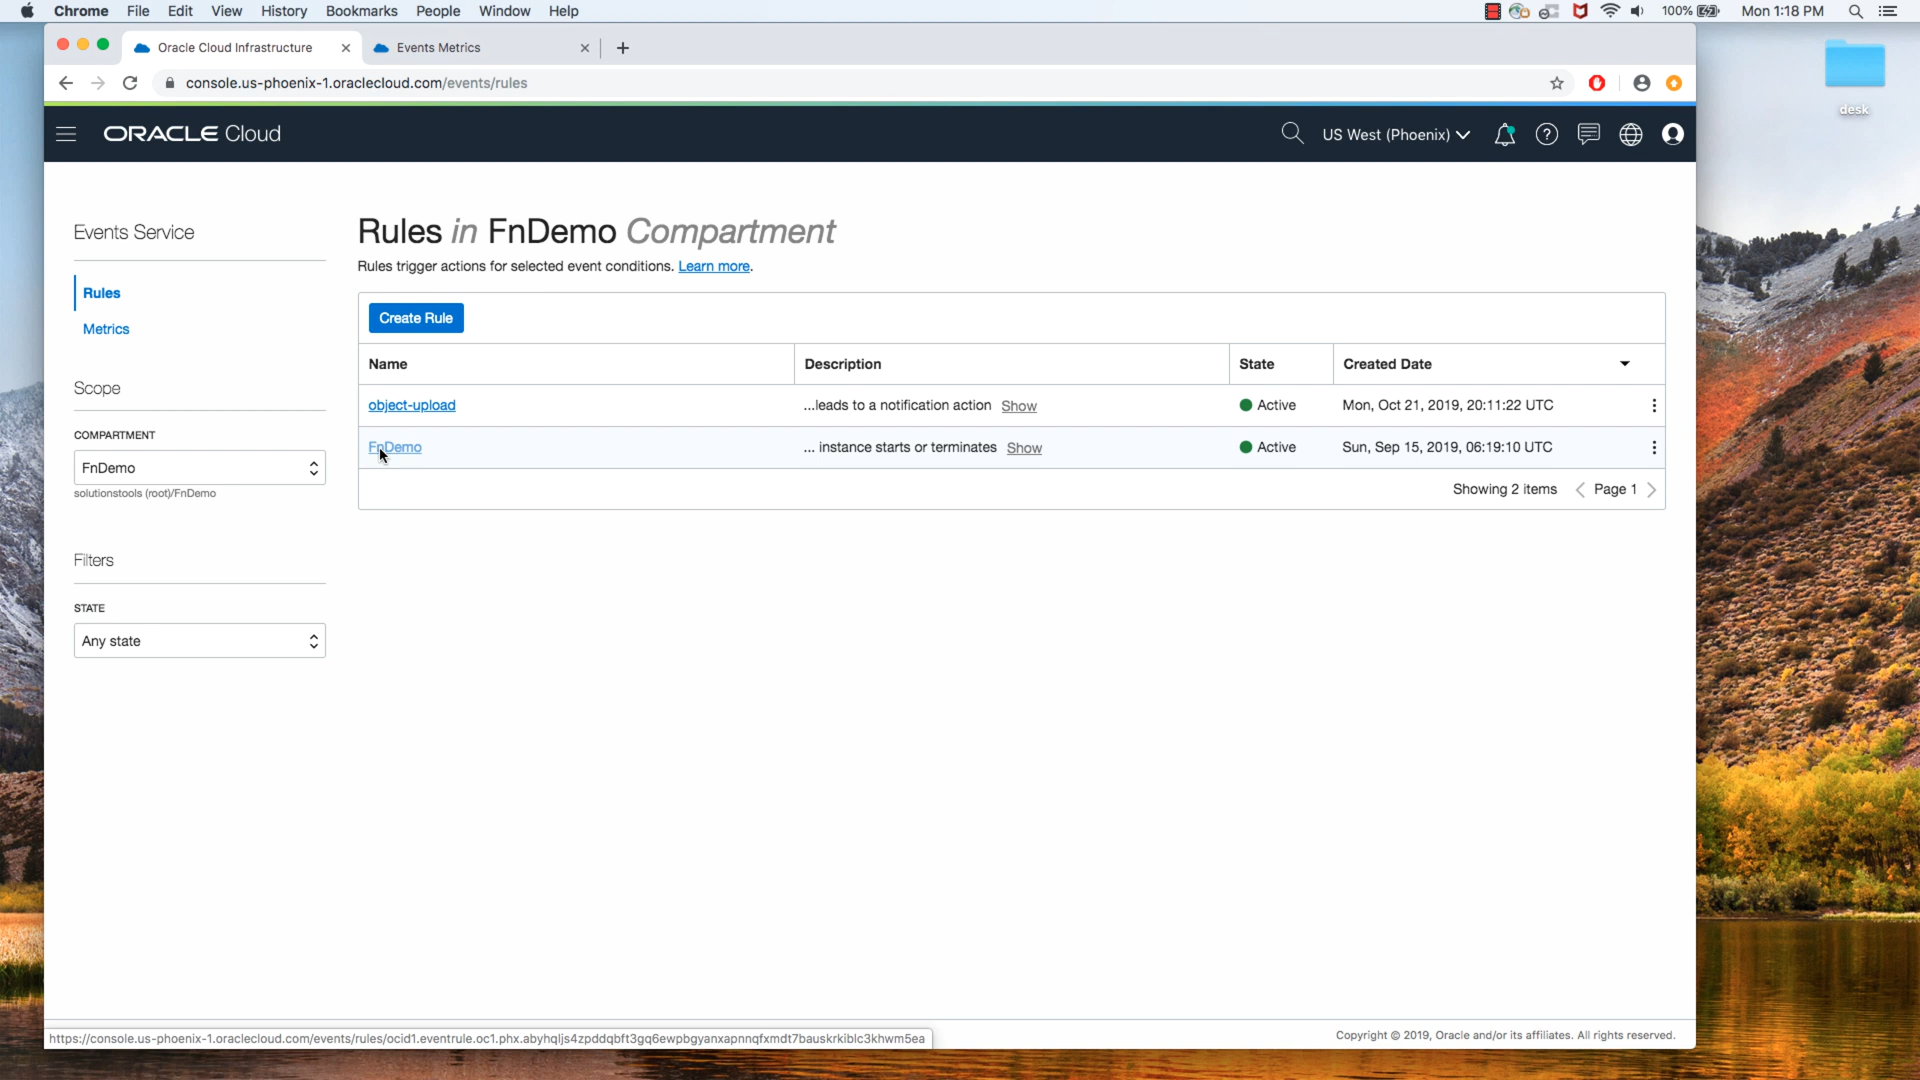 Chrome File Edit View History Bookmarks People Window Help 100% Mon 1:18 PM
Oracle Cloud Infrastructure Events Metrics
console.us-phoenix-1.oraclecloud.com/events/rules
desk
ORACLE Cloud US West (Phoenix)
Events Service
Rules
Metrics
Scope
COMPARTMENT
FnDemo
solutionstools (root)/FnDemo
Filters
STATE
Any state
Rules in FnDemo Compartment
Rules trigger actions for selected event conditions. Learn more.
Create Rule
Name Description State Created Date
object-upload ...leads to a notification action Show Active Mon, Oct 21, 2019, 20:11:22 UTC
FnDemo ... instance starts or terminates Show Active Sun, Sep 15, 2019, 06:19:10 UTC
Showing 2 items < Page 1 >
https://console.us-phoenix-1.oraclecloud.com/events/rules/ocid1.eventrule.oc1.phx.abyhqljs4zpddqbft3gq6ewpbgyanxapnnqfxmdt7bauskrkiblc3khwm5ea
Copyright © 2019, Oracle and/or its affiliates. All rights reserved.